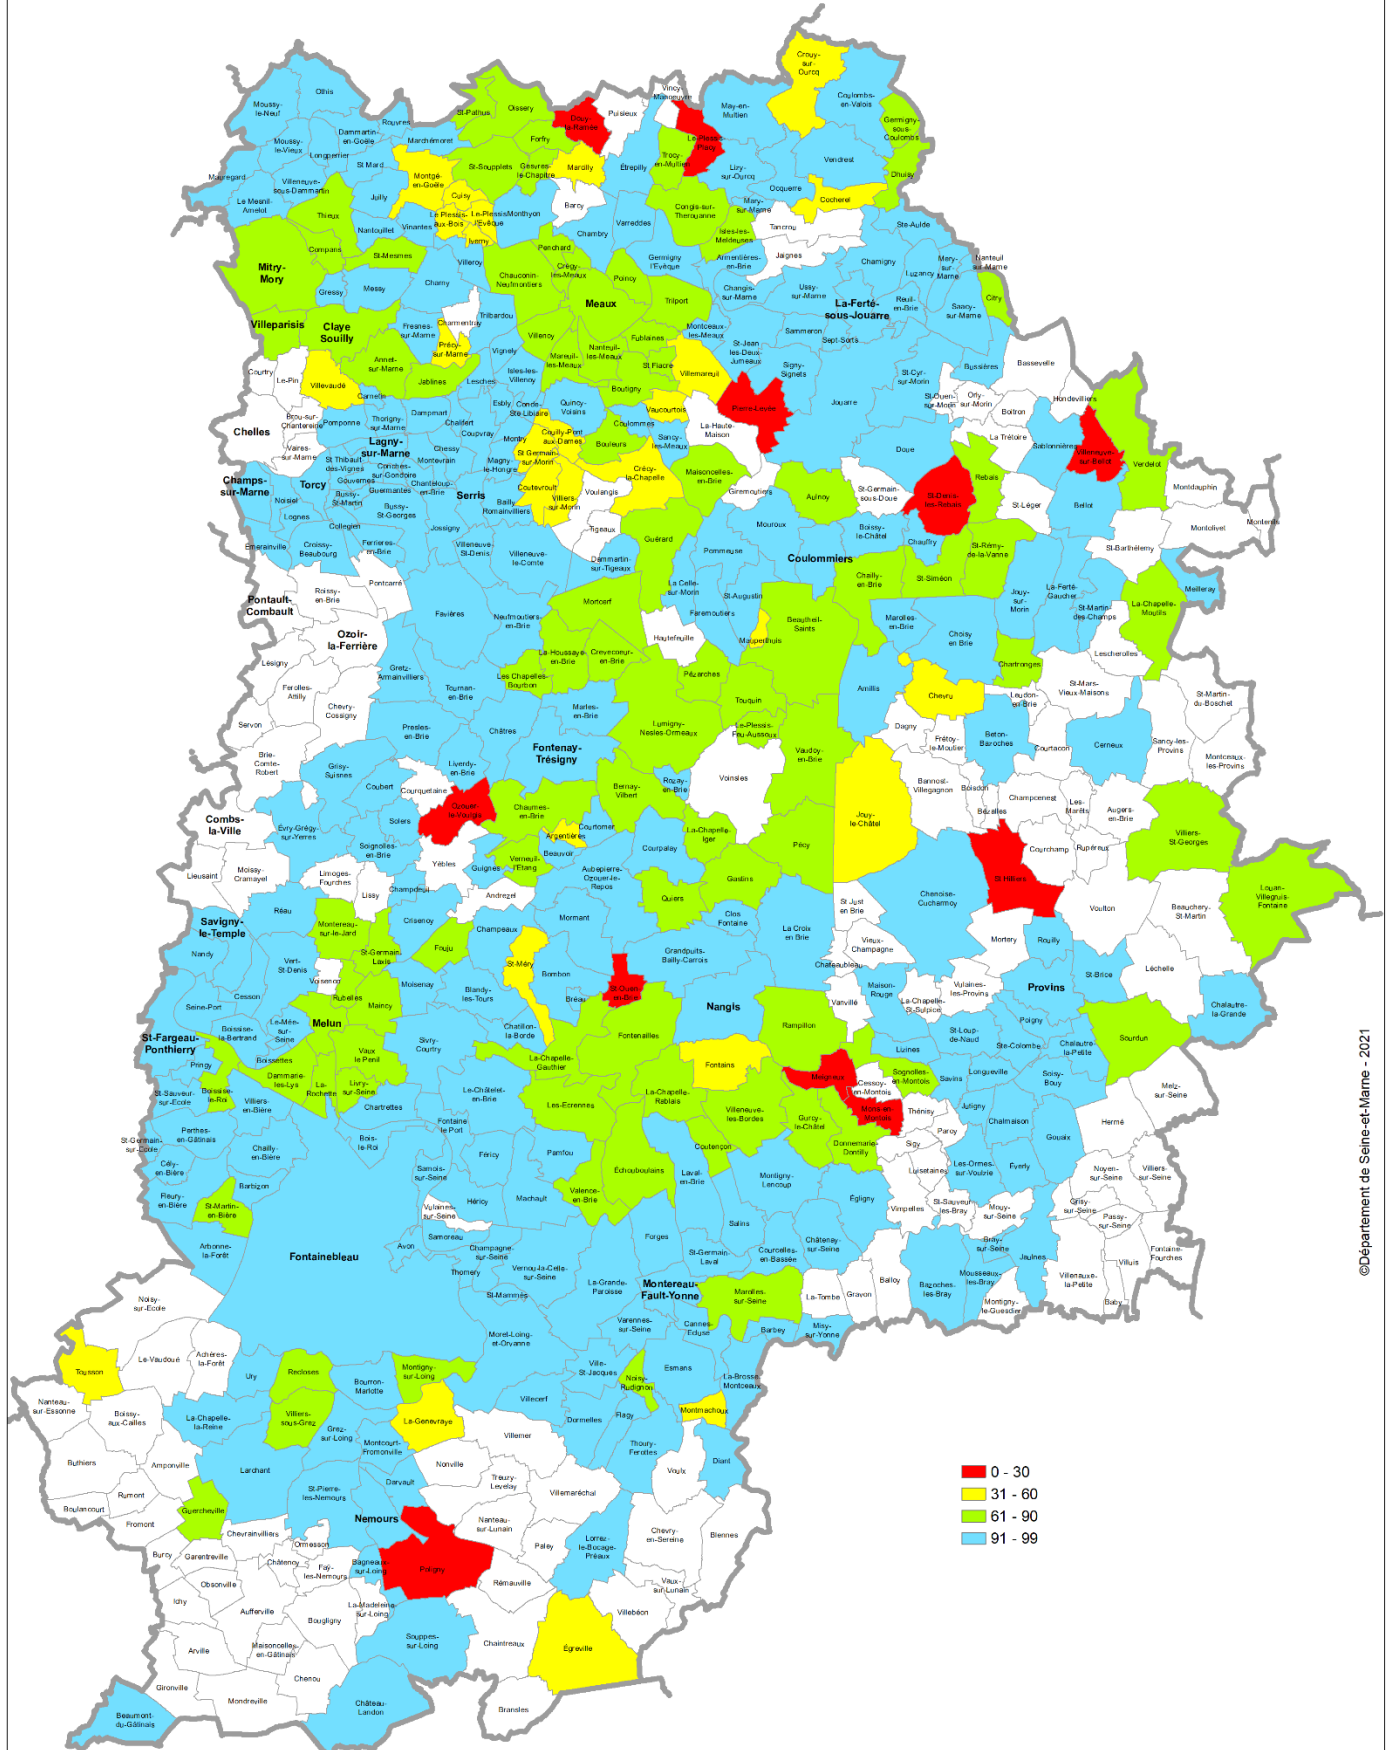 Crouy-
sur-
Ourcq
Othis
Moussy-
le-Neuf
Coulombs-
en-Valois
Vincy-
Manoeuvre
May-en-
Multien
St-Pathus
Oissery
Douy-
la-Ramée
Puisieux
Rouvres
Germigny-
sous-
Coulombs
Dammartin-
en-Goële
Marchémoret
Forfry
Le-Plessis-
Placy
Moussy-
le-Vieux
Longperrier
St Mard
St-Soupplets
Gesvres-
le-Chapitre
Marcilly
Étrepilly
Trocy-
en-Multien
Lizy-
sur-Ourcq
Vendrest
Dhuisy
Mauregard
Villeneuve-
sous-Dammartin
Juilly
Montgé-
en-Goële
Cuisy
Ocquerre
Le Mesnil-
Amelot
Barcy
Congis-sur-
Therouanne
Mary-
sur-Marne
Cocherel
Thieux
Nantouillet
Vinantes
Le Plessis-
aux-Bois
Le-Plessis-
l'Evêque
Monthyon
Chambry
Varreddes
Isles-les-
Meldeuses
Tancrou
Ste-Aulde
Iverny
Compans
St-Mesmes
Villeroy
Penchard
Crégy-
les-Meaux
Germigny
l'Evêque
Armentières-
en-Brie
Jaignes
Chamigny
Mery-
sur-
Marne
Nanteuil
sur-Marne
Mitry-
Mory
Gressy
Messy
Charny
Chauconin-
Neufmontiers
Poincy
Luzancy
Citry
Meaux
Trilport
Changis-
sur-Marne
Ussy-
sur-Marne
La-Ferté-
sous-Jouarre
Reuil-
en-Brie
Saacy-
sur-Marne
Villeparisis
Claye
Souilly
Fresnes-
sur-Marne
Charmentray
Trilbardou
Villenoy
Montceaux-
les-Meaux
Sammeron
Sept-Sorts
Précy-
sur-Marne
Vignely
Mareuil-
les-Meaux
Nanteuil-
les-Meaux
Fublaines
St-Jean
les-Deux-
Jumeaux
Courtry
Le-Pin
Villevaudé
Annet-
sur-Marne
Jablines
Lesches
Isles-les-
Villenoy
St Fiacre
Villemareuil
Signy-
Signets
St-Cyr-
sur-Morin
Bussières
Bassevelle
Carnetin
Boutigny
Brou-sur-
Chantereine
Pomponne
Thorigny-
sur-Marne
Dampmart
Chalifert
Esbly
Conde-
Ste-Libiaire
Quincy-
Voisins
Vaucourtois
Pierre-Levée
Jouarre
St-Ouen-
sur-Morin
Orly-
sur-Morin
Boitron
Hondevilliers
Chelles
Vaires-
sur-Marne
Lagny-
sur-Marne
Coupvray
Montry
Couilly-Pont
aux-Dames
Bouleurs
Coulommes
Sancy-
les-Meaux
La-Haute-
Maison
Doue
La Trétoire
Sablonnières
Villeneuve-
sur-Bellot
Verdelot
Chessy
St Thibault
des-Vignes
Conches-
sur-Gondoire
Montevrain
Magny-
le-Hongre
St Germain
sur-Morin
Crécy-
la-Chapelle
Champs-
sur-Marne
Torcy
Gouvernes
Guermantes
Chanteloup-
en-Brie
Serris
Bailly
Romainvilliers
Coutevroult
Villiers-
sur-Morin
Voulangis
Maisoncelles-
en-Brie
Giremoutiers
Aulnoy
St-Germain-
sous-Doue
St-Denis-
les-Rebais
Rebais
St-Léger
Bellot
Montdauphin
Noisiel
Bussy-
St-Martin
Bussy-
St-Georges
Lognes
Collegien
Jossigny
Tigeaux
Mouroux
Boissy-
le-Châtel
Montolivet
Montenils
Emerainville
Croissy-
Beaubourg
Ferrieres-
en-Brie
Villeneuve-
St-Denis
Villeneuve-
le-Comte
Dammartin-
sur-Tigeaux
Guérard
Pommeuse
Coulommiers
Chauffry
St-Rémy-
de-la-Vanne
St-Barthélemy
Roissy-
en-Brie
Pontcarré
La Celle-
sur-Morin
Chailly-
en-Brie
St-Siméon
Jouy-
sur-
Morin
La-Ferté-
Gaucher
Meilleray
Pontault-
Combault
Favières
Neufmoutiers
en-Brie
Mortcerf
St-Augustin
Faremoutiers
Beautheil-
Saints
Marolles-
en-Brie
Choisy
en-Brie
St-Martin-
des-Champs
La-Chapelle-
Moutils
Ozoir-
la-Ferrière
Hautefeuille
Mauperthuis
Lescherolles
Lésigny
Gretz-
Armainvilliers
La-Houssaye-
en-Brie
Crevecoeur-
en-Brie
Pézarches
Amillis
Chartronges
Ferolles-
Attilly
Les Chapelles-
Bourbon
Chevru
Leudon-
en-Brie
St-Mars-
Vieux-Maisons
St-Martin-
du-Boschet
Chevry-
Cossigny
Tournan-
en-Brie
Marles-
en-Brie
Touquin
Servon
Presles-
en-Brie
Châtres
Lumigny-
Nesles-Ormeaux
Le-Plessis-
Feu-Aussoux
Dagny
Frétoy-
le-Moutier
Beton-
Bazoches
Courtacon
Cerneux
Sancy-les-
Provins
Brie-
Comte-
Robert
Fontenay-
Trésigny
Vaudoy-
en-Brie
Montceaux-
les-Provins
Grisy-
Suisnes
Liverdy-
en-Brie
Bernay-
Vilbert
Rozay-
en-Brie
Voinsles
Bannost-
Villegagnon
Boisdon
Coubert
Courquetaine
Ozouer-
le-Voulgis
Chaumes-
en-Brie
Jouy-
le-Châtel
Bezalles
Champcenest
Les-
Marêts
Augers-
en-Brie
Combs-
la-Ville
Évry-Grégy-
sur-Yerres
Solers
Argentières
Courtomer
La-Chapelle-
Iger
Villiers-
St-Georges
Soignolles-
en-Brie
Beauvoir
Courpalay
Pécy
Courchamp
Rupéreux
Lieusaint
Moissy-
Cramayel
Limoges-
Fourches
Lissy
Yébles
Guignes
Verneuil-
l'Etang
Aubepierre-
Ozouer-le-
Repos
Gastins
St-Hilliers
Louan-
Villegruis-
Fontaine
Champdeuil
Andrezel
Quiers
Chenoise-
Cucharmoy
Savigny-
le-Temple
Réau
Montereau-
sur-le-Jard
Crisenoy
Champeaux
Mormant
Clos
Fontaine
St Just
en Brie
Voulton
Beauchery-
St-Martin
La Croix
en Brie
Mortery
Rouilly
Nandy
Vert-
St-Denis
St-Germain-
Laxis
Fouju
St-Méry
Grandpuits-
Bailly-Carrois
Vieux-
Champagne
Châteaubleau
Voisenon
Bombon
St-Ouen-
en-Brie
St-Brice
Léchelle
Cesson
Moisenay
Blandy-
les-Tours
Bréau
Maison-
Rouge
Vulaines-
les-Provins
Provins
Seine-Port
Rubelles
Maincy
Nangis
Vanvillé
La-Chapelle-
St-Sulpice
Chalautre-
la-Grande
Boissise-
la-Bertrand
Le-Mée-
sur-
Seine
Melun
Chatillon-
la-Borde
Fontenailles
Rampillon
St-Loup-
de-Naud
Poigny
Sourdun
St-Fargeau-
Ponthierry
Sivry-
Courtry
Ste-Colombe
Chalautre-
la-Petite
Boissettes
Vaux
le Penil
La-Chapelle-
Gauthier
Fontains
Lizines
Pringy
Dammarie-
les-Lys
La-
Rochette
Livry-
sur-Seine
Meigneux
Cessoy-
en-Montois
Sognolles-
en-Montois
Savins
Longueville
Soisy-
Bouy
St-Sauveur-
sur-Ecole
Boissise-
le-Roi
Villiers-
en-Bière
Chartrettes
Le-Châtelet-
en-Brie
Les-Ecrennes
La-Chapelle-
Rablais
Villeneuve-
les-Bordes
Gurcy-
le-Châtel
Mons-en-
Montois
Thénisy
Jutigny
Chalmaison
Melz-
sur-Seine
Perthes-
en-Gâtinais
Fontaine
le Port
Hermé
St-Germain-
sur-Ecole
Chailly-
en-Bière
Bois-
le-Roi
Coutençon
Donnemarie-
Dontilly
Sigy
Paroy
Gouaix
Féricy
Pamfou
Cély-
en-Bière
Samois-
sur-Seine
Échouboulains
Laval-
en-Brie
Montigny-
Lencoup
Luisetaines
Les-Ormes-
sur-Voulzie
Éverly
Noyen-
sur-Seine
Villiers-
sur-Seine
Barbizon
Fleury-
en-Bière
St-Martin-
en-Bière
Vulaines-
sur-Seine
Héricy
Machault
Valence-
en-Brie
Égligny
Vimpelles
St-Sauveur-
les-Bray
Mouy-
sur-Seine
Grisy-
sur-Seine
Passy-
sur-Seine
Samoreau
Salins
Arbonne-
la-Forêt
Fontainebleau
Avon
Champagne-
sur-Seine
Forges
St-Germain
Laval
Courcelles-
en-Bassée
Châtenay-
sur-Seine
Bray-
sur-Seine
Jaulnes
Fontaine-
Fourches
Villuis
Thomery
Vernou-la-Celle-
sur-Seine
La-Grande-
Paroisse
Montereau-
Fault-Yonne
Balloy
Bazoches-
les-Bray
Mousseaux-
les-Bray
Villenauxe-
la-Petite
Noisy-
sur-Ecole
St-Mammès
Marolles-
sur-Seine
La-Tombe
Gravon
Montigny-
le-Guesdier
Baby
Varennes-
sur-Seine
Cannes-
Ecluse
Barbey
Misy-
sur-Yonne
Morel-Loing-
et-Orvanne
Le-Vaudoué
Achères-
la-Forêt
Tousson
Ury
Recloses
Bourron-
Marlotte
Montigny-
sur-Loing
Ville-
St-Jacques
Noisy-
Rudignon
Esmans
La-Brosse-
Montceaux
Nanteau-
sur-Essonne
Boissy-
aux-Cailles
La-Chapelle-
la-Reine
Villiers-
sous-Grez
Grez-
sur-Loing
La-Genevraye
Villecerf
Dormelles
Flagy
Montmachoux
Villemer
Montcourt-
Fromonville
Thoury-
Ferottes
Buthiers
Amponville
Larchant
Nonville
Treuzy-
Levelay
Voulx
Diant
0 - 30
31 - 60
61 - 90
91 - 99
Darvault
Rumont
St-Pierre-
les-Nemours
Villemaréchal
Boulancourt
Fromont
Guercheville
Nemours
Nanteau-
sur-Lunain
Chevry-
en-Sereine
Blennes
Chevrainvilliers
Ormesson
Paley
Lorrez-
le-Bocage-
Préaux
Burcy
Garentreville
Châtenoy
Faÿ-
les-Nemours
Bagneaux-
sur-Loing
Poligny
Rémauville
Vaux-
sur-Lunain
Obsonville
Ichy
Aufferville
Bougligny
La-Madeleine-
sur-Loing
Villebéon
Souppes-
sur-Loing
Chaintreaux
Égreville
Arville
Maisoncelles-
en-Gâtinais
Gironville
Chenou
Mondreville
Château-
Landon
Bransles
Beaumont-
du-Gâtinais
©Département de Seine-et-Marne - 2021